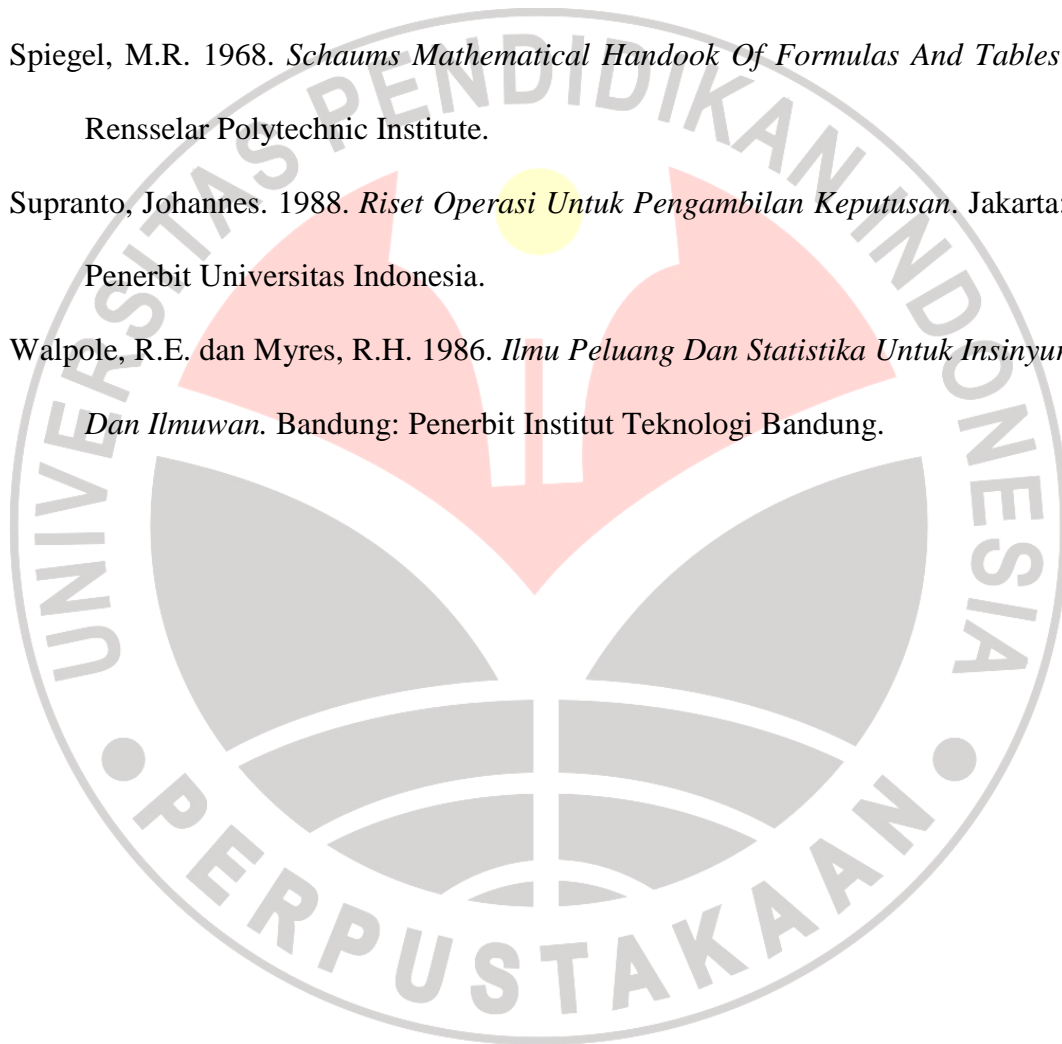 Spiegel, M.R. 1968. Schaums Mathematical Handook Of Formulas And Tables
Rensselar Polytechnic Institute.
Supranto, Johannes. 1988. Riset Operasi Untuk Pengambilan Keputusan. Jakarta:
Penerbit Universitas Indonesia.
Walpole, R.E. dan Myres, R.H. 1986. Ilmu Peluang Dan Statistika Untuk Insinyur
Dan Ilmuwan. Bandung: Penerbit Institut Teknologi Bandung.
UNIVERSITAS PENDIDIKAN INDONESIA
PERPUSTAKAAN